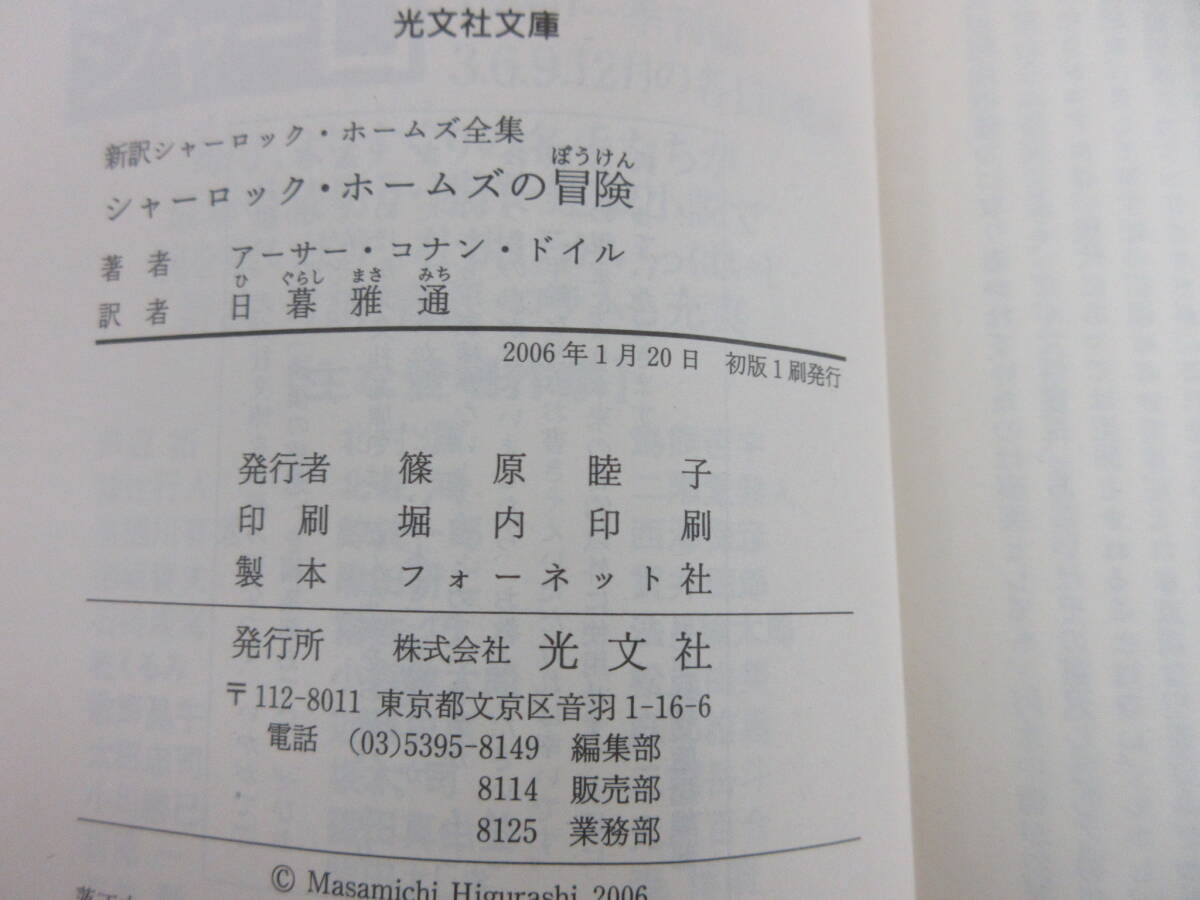 光文社文庫
新訳シャーロック・ホームズ全集
ぼうけん
シャーロック・ホームズの冒険
著者 アーサー・コナン・ドイル
ひ ぐらし まさ みち
訳者 日暮雅通
2006年1月20日 初版1刷発行
発行者 篠原睦子
印刷 堀内印刷
製本 フォーネット社
発行所 株式会社 光文社
〒112-8011 東京都文京区音羽1-16-6
電話 (03)5395-8149 編集部
8114 販売部
8125 業務部
© Masamichi Higurashi 2006